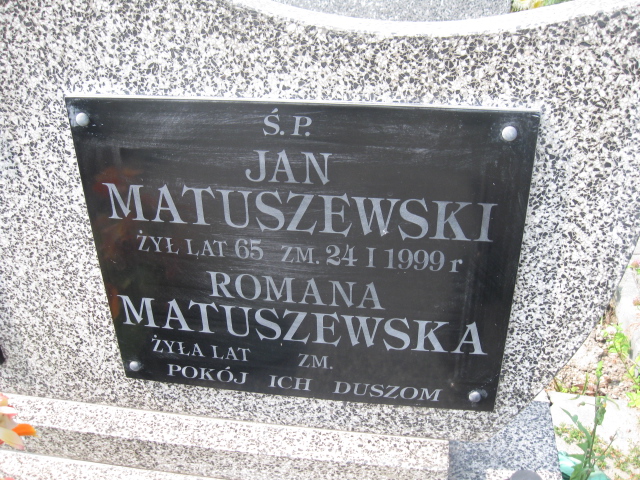 Ś.P.
JAN
MATUSZEWSKI
ŻYŁ LAT 65 ZM. 24 I 1999 r
ROMANA
MATUSZEWSKA
ŻYŁA LAT ZM.
POKÓJ ICH DUSZOM